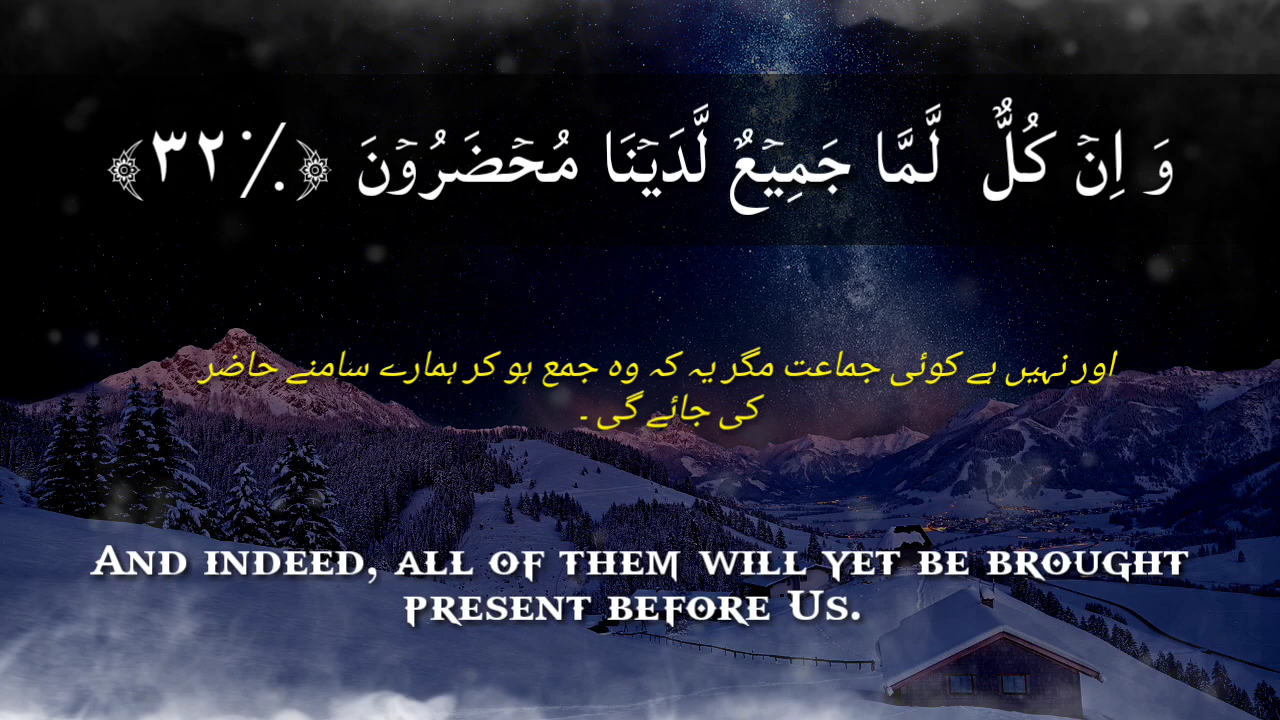 وَ اِنۡ کُلٌّ لَّمَّا جَمِیۡعٌ لَّدَیۡنَا مُحۡضَرُوۡنَ ﴿٪۳۲﴾
اور نہیں ہے کوئی جماعت مگر یہ کہ وہ جمع ہو کر ہمارے سامنے حاضر
کی جائے گی ۔
And indeed, all of them will yet be brought
present before Us.